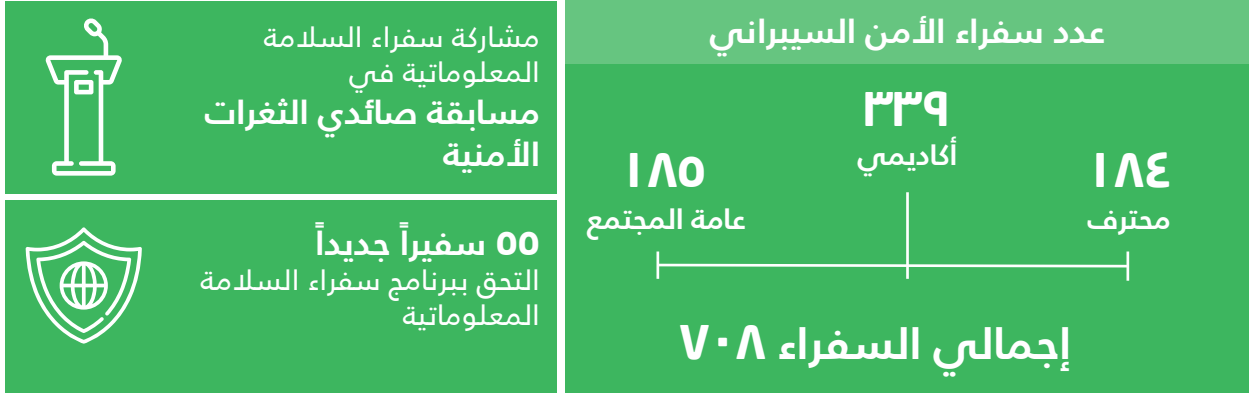 عدد سفراء الأمن السيبراني
٣٣٩
أكاديمي
١٨٤
محترف
١٨٥
عامة المجتمع
إجمالي السفراء ٧٠٨
مشاركة سفراء السلامة
المعلوماتية في
مسابقة صائدي الثغرات
الأمنية
٥٥ سفيراً جديداً
التحق ببرنامج سفراء السلامة
المعلوماتية